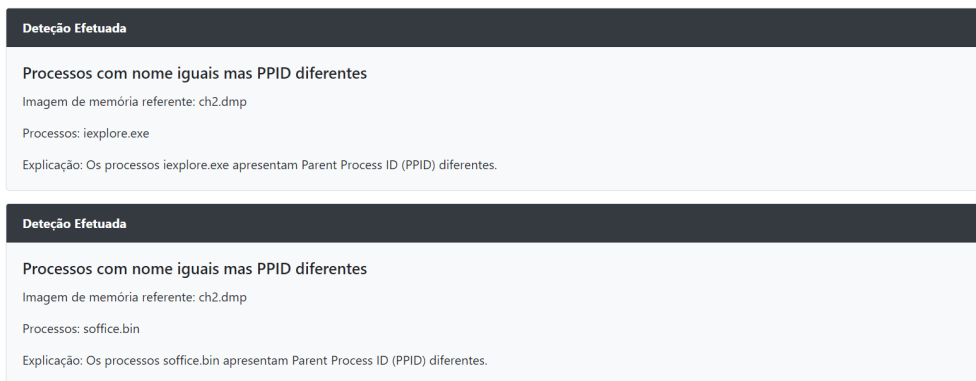 Deteção Efetuada
Processos com nome iguais mas PPID diferentes
Imagem de memória referente: ch2.dmp
Processos: iexplore.exe
Explicação: Os processos iexplore.exe apresentam Parent Process ID (PPID) diferentes.
Deteção Efetuada
Processos com nome iguais mas PPID diferentes
Imagem de memória referente: ch2.dmp
Processos: soffice.bin
Explicação: Os processos soffice.bin apresentam Parent Process ID (PPID) diferentes.